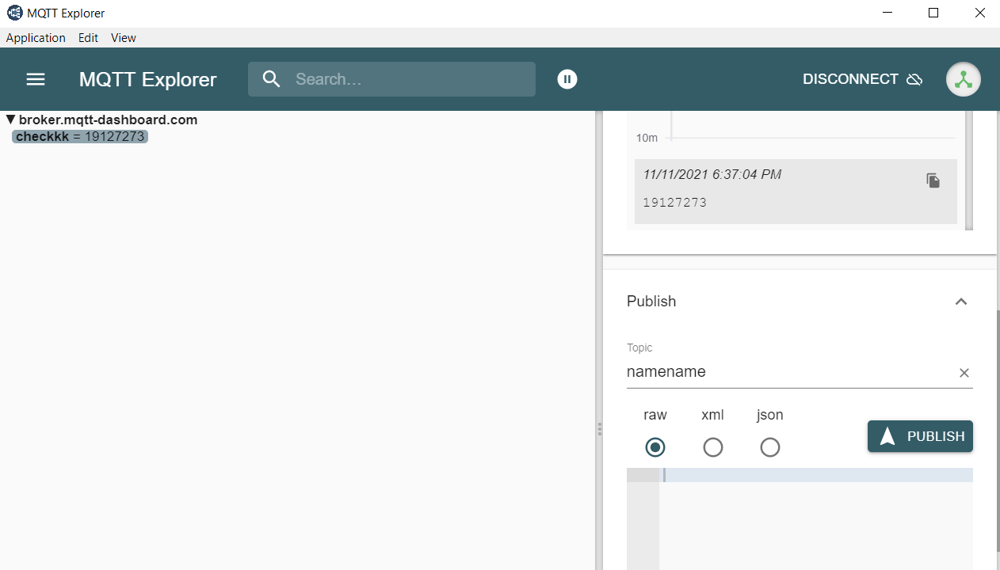 MQTT Explorer
Application Edit View
MQTT Explorer Search... DISCONNECT
broker.mqtt-dashboard.com
checkkk = 19127273
10m
11/11/2021 6:37:04 PM
19127273
Publish
Topic
namename
raw xml json
PUBLISH